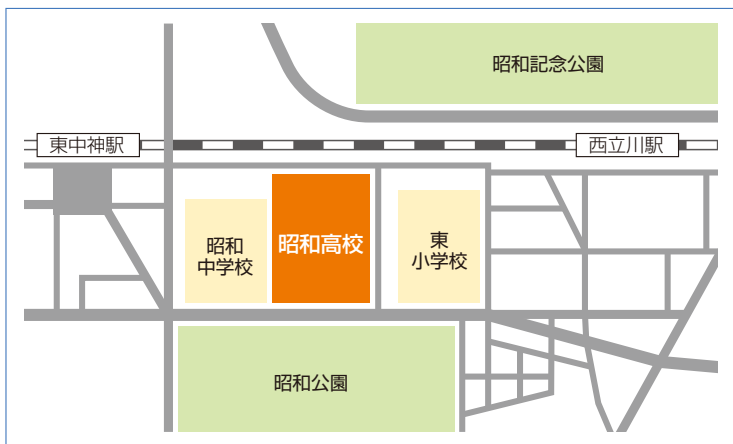 昭和記念公園
東中神駅
西立川駅
昭和
中学校
昭和高校
東
小学校
昭和公園